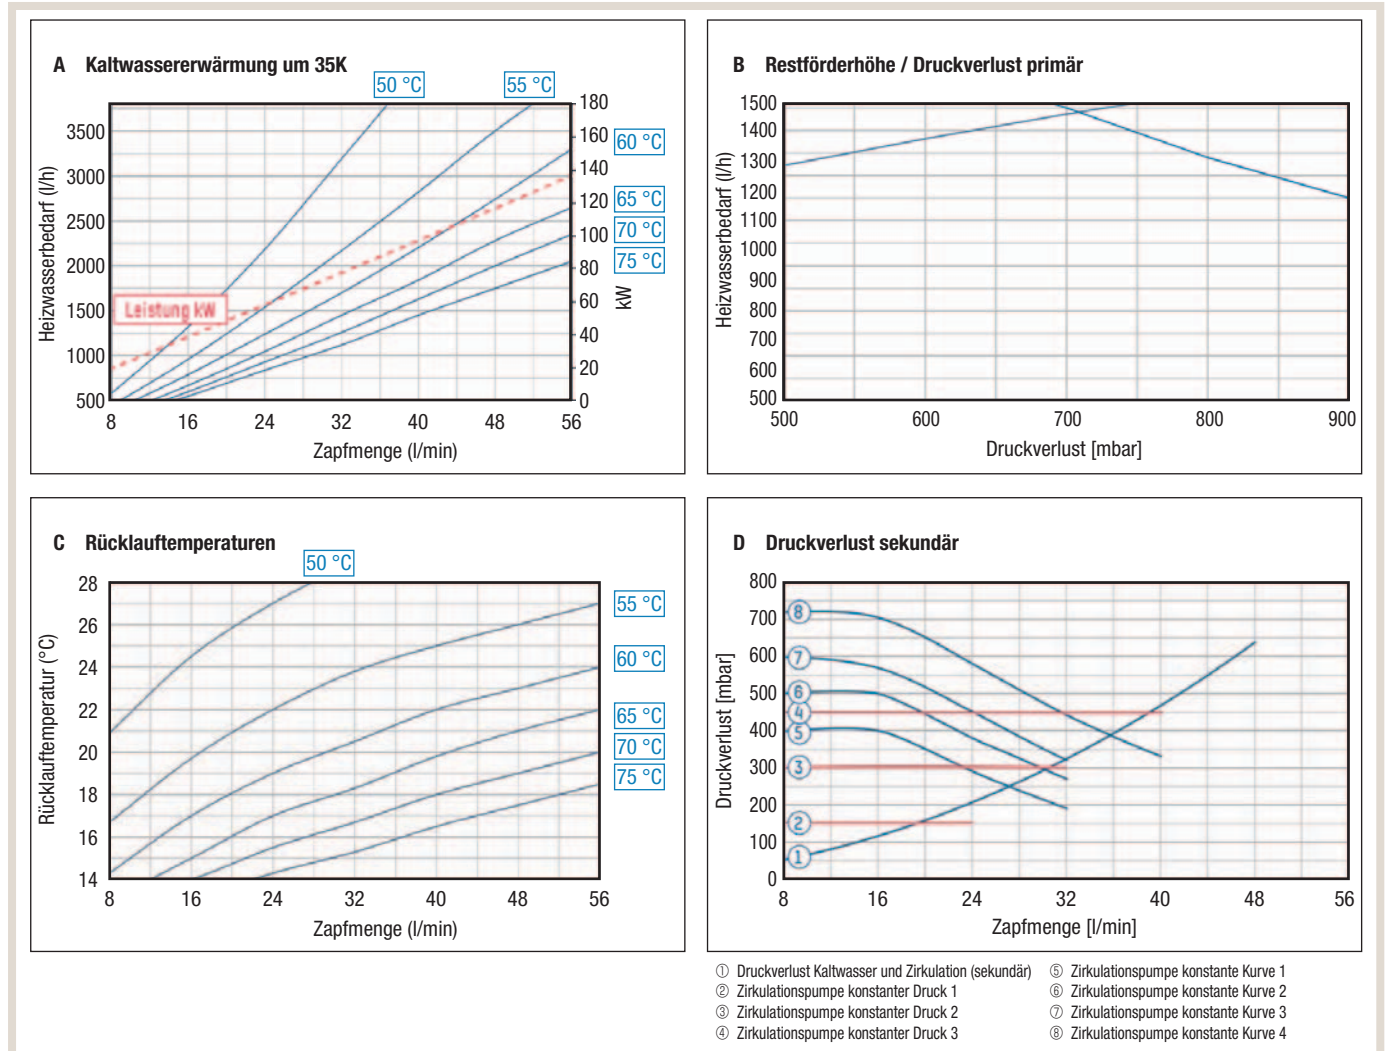 A Kaltwassererwärmung um 35K
50 °C
55 °C
60 °C
65 °C
70 °C
75 °C
Heizwasserbedarf (l/h)
3500
3000
2500
2000
1500
1000
500
Leistung kW
180
160
140
120
100
80
60
40
20
0
kW
8 16 24 32 40 48 56
Zapfmenge (l/min)
B Restförderhöhe / Druckverlust primär
Heizwasserbedarf (l/h)
1500
1400
1300
1200
1100
1000
900
800
700
600
500
500 600 700 800 900
Druckverlust [mbar]
C Rücklauftemperaturen
50 °C
55 °C
60 °C
65 °C
70 °C
75 °C
Rücklauftemperatur (°C)
28
26
24
22
20
18
16
14
8 16 24 32 40 48 56
Zapfmenge (l/min)
D Druckverlust sekundär
Druckverlust [mbar]
800
700
600
500
400
300
200
100
0
8
7
6
4
5
3
2
1
8 16 24 32 40 48 56
Zapfmenge [l/min]
① Druckverlust Kaltwasser und Zirkulation (sekundär)
② Zirkulationspumpe konstanter Druck 1
③ Zirkulationspumpe konstanter Druck 2
④ Zirkulationspumpe konstanter Druck 3
⑤ Zirkulationspumpe konstante Kurve 1
⑥ Zirkulationspumpe konstante Kurve 2
⑦ Zirkulationspumpe konstante Kurve 3
⑧ Zirkulationspumpe konstante Kurve 4